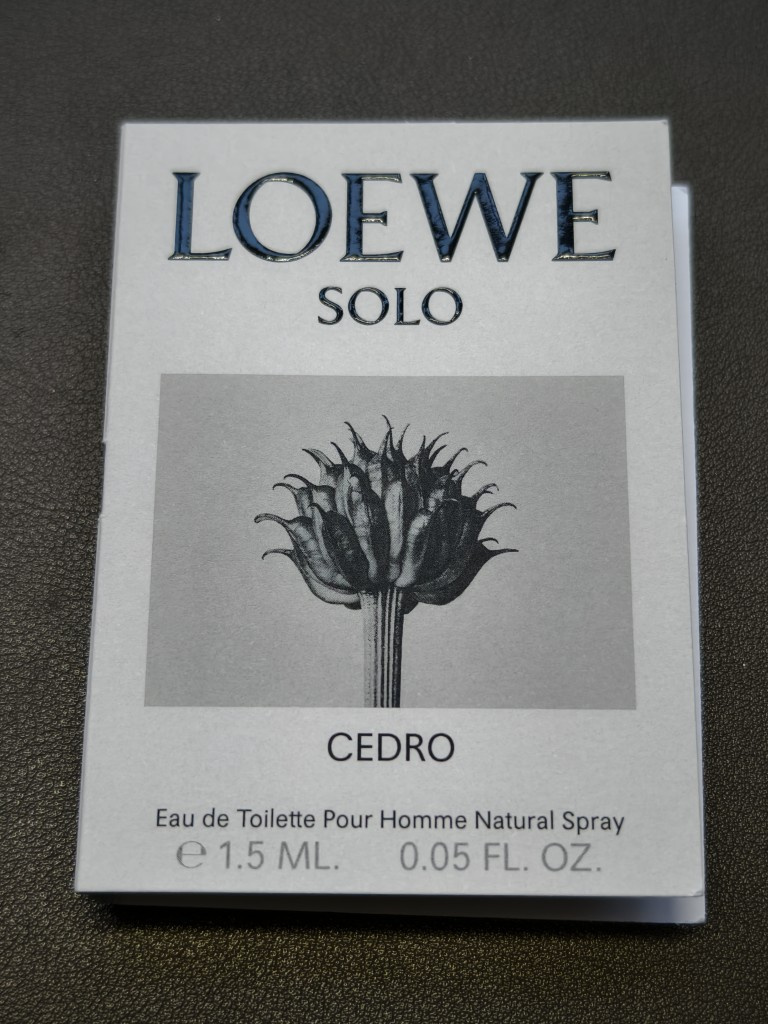 LOEWE
SOLO
CEDRO
Eau de Toilette Pour Homme Natural Spray
℮ 1.5 ML. 0.05 FL. OZ.